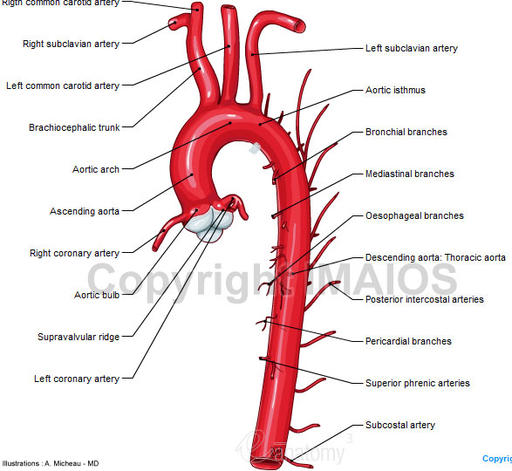 Rigth common carotid artery
Right subclavian artery
Left common carotid artery
Brachiocephalic trunk
Aortic arch
Ascending aorta
Right coronary artery
Aortic bulb
Supravalvular ridge
Left coronary artery
Left subclavian artery
Aortic isthmus
Bronchial branches
Mediastinal branches
Oesophageal branches
Descending aorta: Thoracic aorta
Posterior intercostal arteries
Pericardial branches
Superior phrenic arteries
Subcostal artery
Copyright IMAIOS
e-anatomy 3
Illustrations : A. Micheau - MD
Copyrig